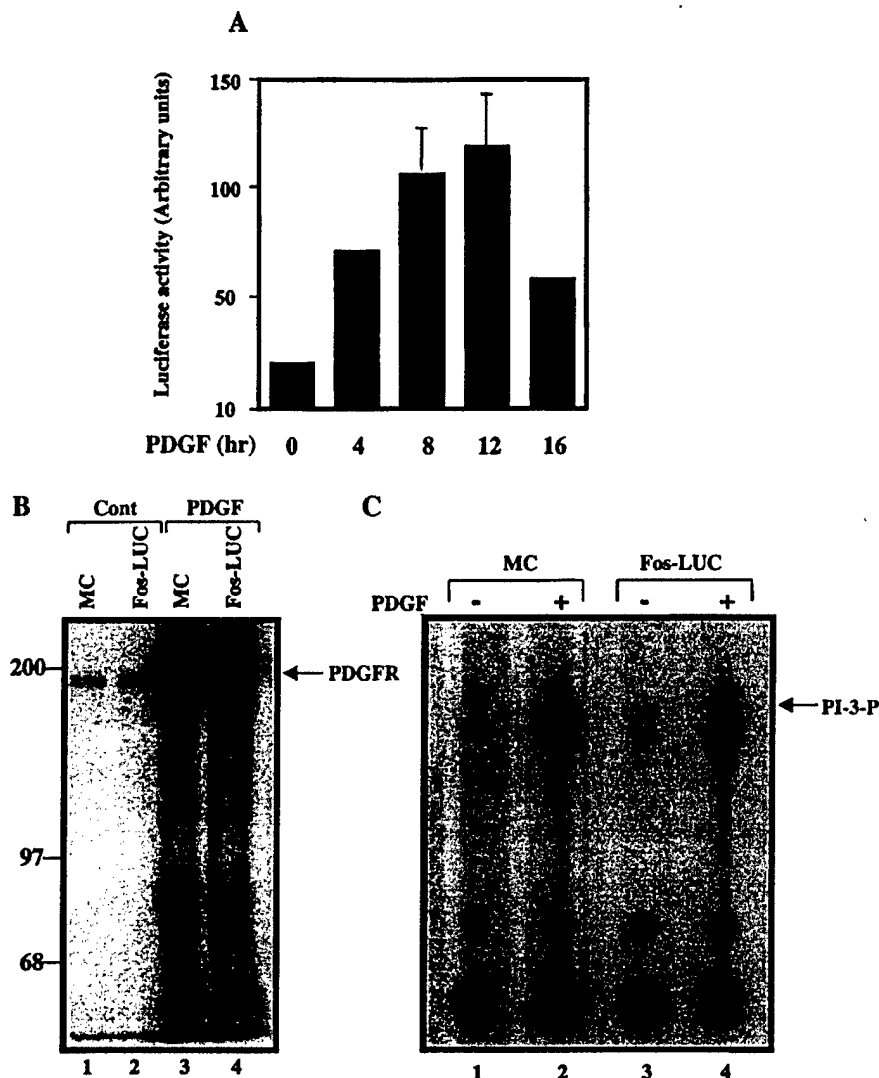 A
Luciferase activity (Arbitrary units)
150
100
50
10
PDGF (hr) 0 4 8 12 16
B
Cont PDGF
MC Fos-LUC MC Fos-LUC
200
PDGFR
97
68
1 2 3 4
C
MC Fos-LUC
PDGF - + - +
PI-3-P
1 2 3 4